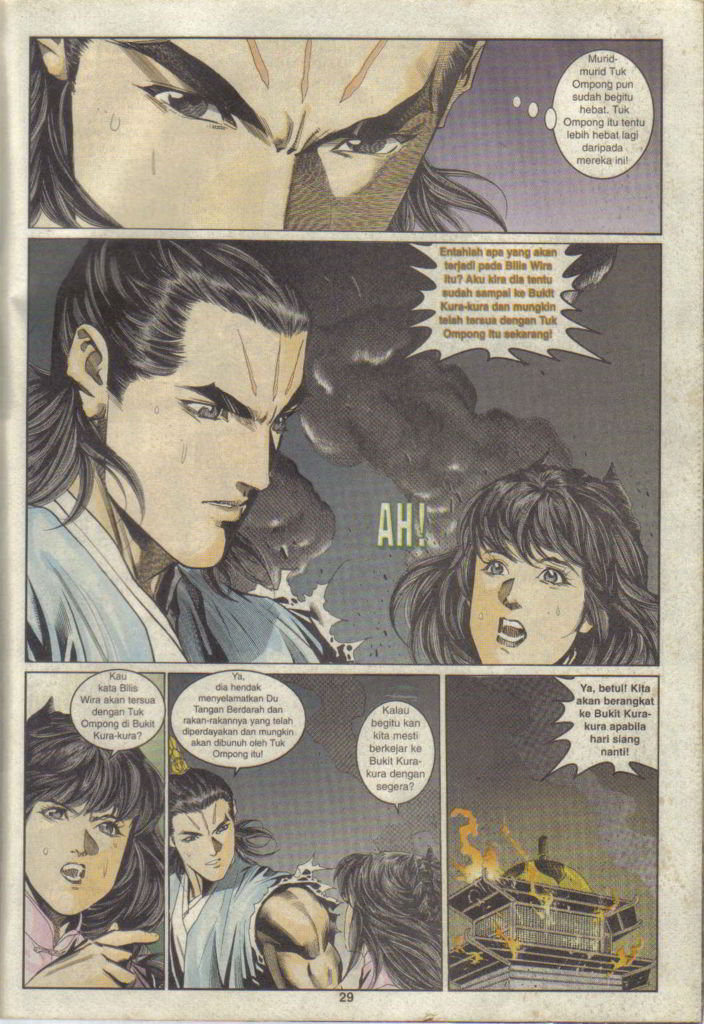 Murid-
murid Tuk
Ompong pun
sudah begitu
hebat. Tuk
Ompong itu tentu
lebih hebat lagi
daripada
mereka ini!
Entahlah apa yang akan
terjadi pada Bilis Wira
itu? Aku kira dia tentu
sudah sampai ke Bukit
Kura-kura dan mungkin
telah tersua dengan Tuk
Ompong itu sekarang!
AH!
Kau
kata Bilis
Wira akan tersua
dengan Tuk
Ompong di Bukit
Kura-kura?
Ya,
dia hendak
menyelamatkan Du
Tangan Berdarah dan
rakan-rakannya yang telah
diperdayakan dan mungkin
akan dibunuh oleh Tuk
Ompong itu!
Kalau
begitu kan
kita mesti
berkejar ke
Bukit Kura-
kura dengan
segera?
Ya, betul! Kita
akan berangkat
ke Bukit Kura-
kura apabila
hari siang
nanti!
29